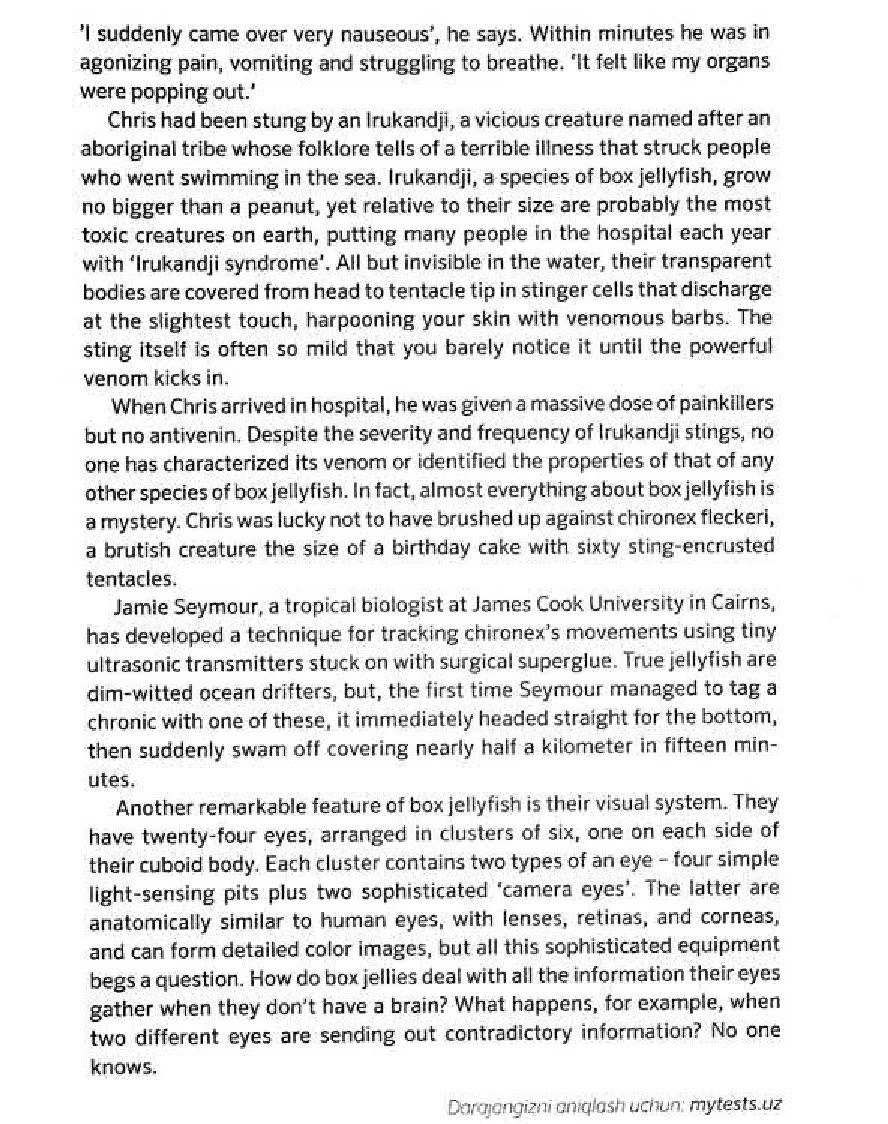 'I suddenly came over very nauseous', he says. Within minutes he was in
agonizing pain, vomiting and struggling to breathe. 'It felt like my organs
were popping out.'
Chris had been stung by an Irukandji, a vicious creature named after an
aboriginal tribe whose folklore tells of a terrible illness that struck people
who went swimming in the sea. Irukandji, a species of box jellyfish, grow
no bigger than a peanut, yet relative to their size are probably the most
toxic creatures on earth, putting many people in the hospital each year
with 'Irukandji syndrome'. All but invisible in the water, their transparent
bodies are covered from head to tentacle tip in stinger cells that discharge
at the slightest touch, harpooning your skin with venomous barbs. The
sting itself is often so mild that you barely notice it until the powerful
venom kicks in.
When Chris arrived in hospital, he was given a massive dose of painkillers
but no antivenin. Despite the severity and frequency of Irukandji stings, no
one has characterized its venom or identified the properties of that of any
other species of box jellyfish. In fact, almost everything about box jellyfish is
a mystery. Chris was lucky not to have brushed up against chironex fleckeri,
a brutish creature the size of a birthday cake with sixty sting-encrusted
tentacles.
Jamie Seymour, a tropical biologist at James Cook University in Cairns,
has developed a technique for tracking chironex's movements using tiny
ultrasonic transmitters stuck on with surgical superglue. True jellyfish are
dim-witted ocean drifters, but, the first time Seymour managed to tag a
chronic with one of these, it immediately headed straight for the bottom,
then suddenly swam off covering nearly half a kilometer in fifteen min-
utes.
Another remarkable feature of box jellyfish is their visual system. They
have twenty-four eyes, arranged in clusters of six, one on each side of
their cuboid body. Each cluster contains two types of an eye – four simple
light-sensing pits plus two sophisticated 'camera eyes'. The latter are
anatomically similar to human eyes, with lenses, retinas, and corneas,
and can form detailed color images, but all this sophisticated equipment
begs a question. How do box jellies deal with all the information their eyes
gather when they don't have a brain? What happens, for example, when
two different eyes are sending out contradictory information? No one
knows.
Darajangizni aniqlash uchun: mytests.uz